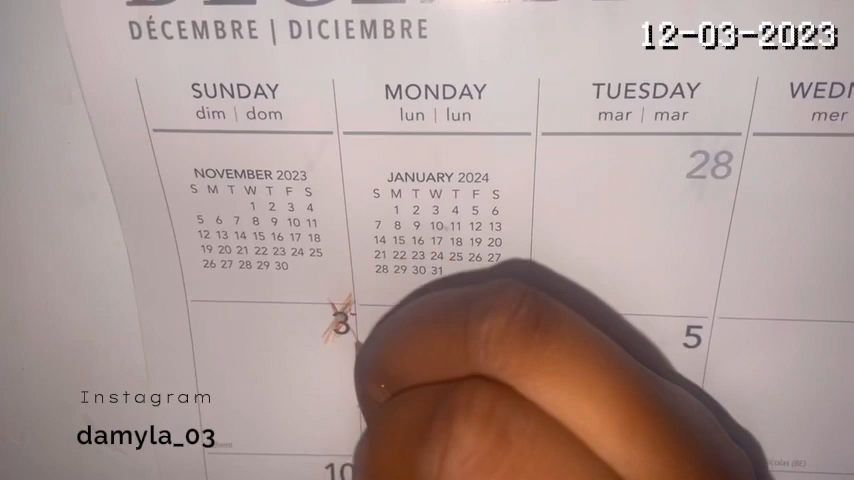 DÉCEMBRE | DICIEMBRE
12-03-2023
SUNDAY
dim | dom
MONDAY
lun | lun
TUESDAY
mar | mar
mer
NOVEMBER 2023
S M T W T F S
1 2 3 4
5 6 7 8 9 10 11
12 13 14 15 16 17 18
19 20 21 22 23 24 25
26 27 28 29 30
JANUARY 2024
S M T W T F S
1 2 3 4 5 6
7 8 9 10 11 12 13
14 15 16 17 18 19 20
21 22 23 24 25 26 27
28 29 30 31
28
3
5
10
Instagram
damyla_03